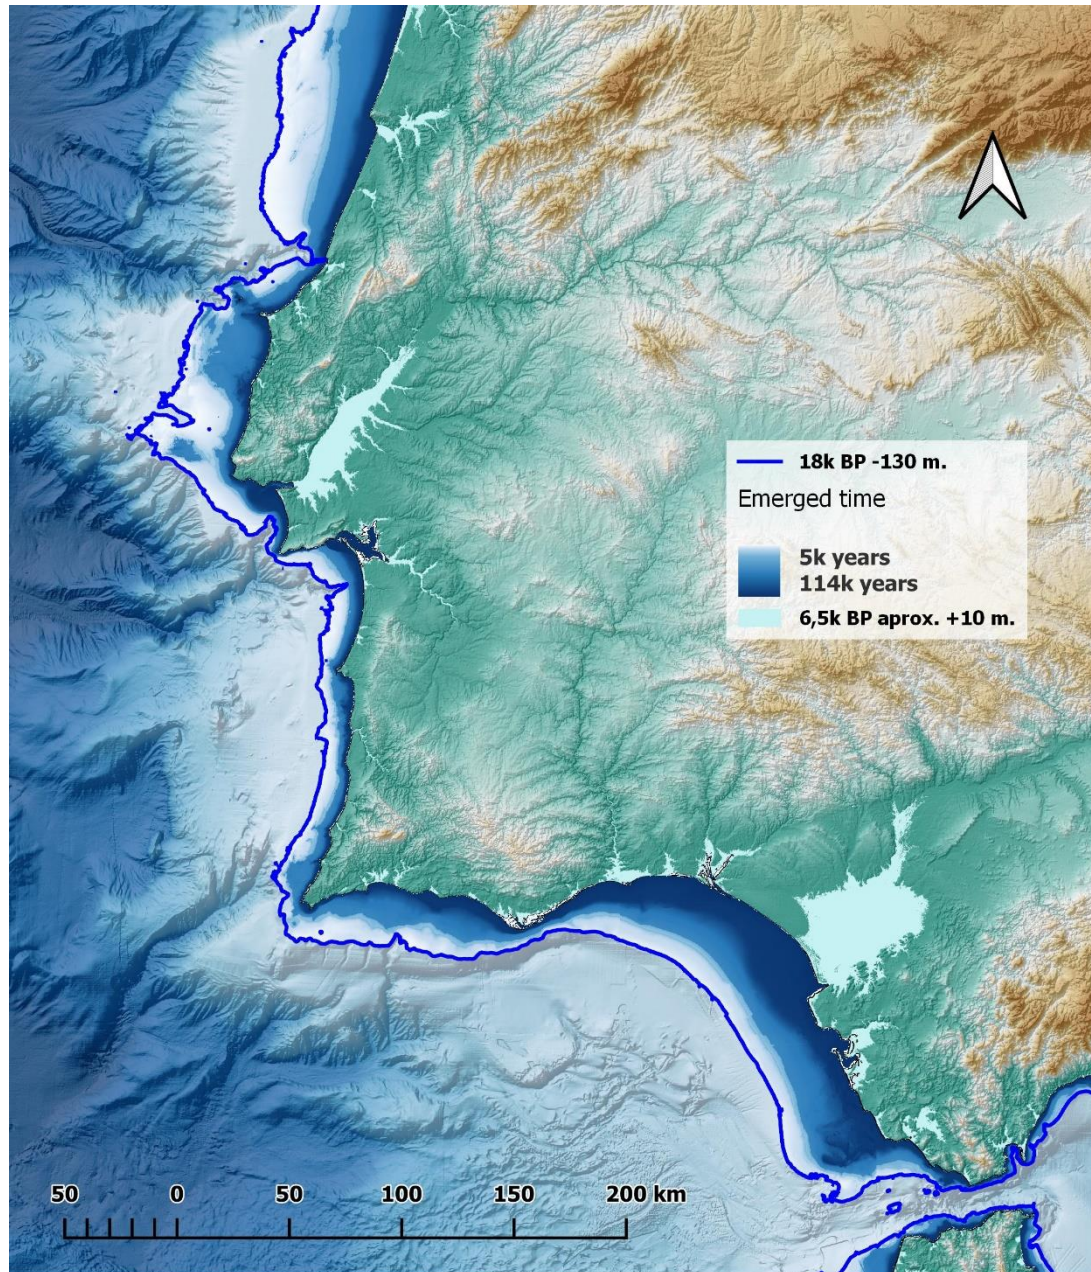 18k BP -130 m.
Emerged time
5k years
114k years
6,5k BP aprox. +10 m.
50 0 50 100 150 200 km